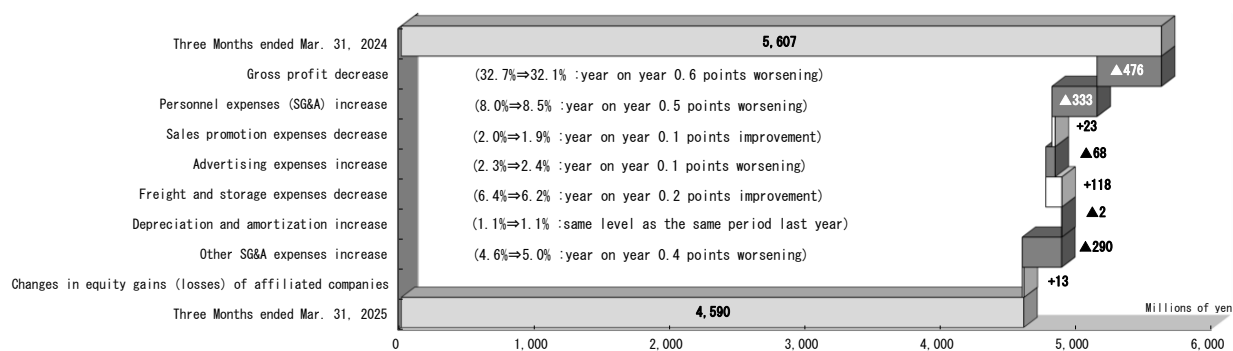 Three Months ended Mar. 31, 2024 5,607
Gross profit decrease (32.7%⇒32.1% :year on year 0.6 points worsening) ▲476
Personnel expenses (SG&A) increase (8.0%⇒8.5% :year on year 0.5 points worsening) ▲333
Sales promotion expenses decrease (2.0%⇒1.9% :year on year 0.1 points improvement) +23
Advertising expenses increase (2.3%⇒2.4% :year on year 0.1 points worsening) ▲68
Freight and storage expenses decrease (6.4%⇒6.2% :year on year 0.2 points improvement) +118
Depreciation and amortization increase (1.1%⇒1.1% :same level as the same period last year) ▲2
Other SG&A expenses increase (4.6%⇒5.0% :year on year 0.4 points worsening) ▲290
Changes in equity gains (losses) of affiliated companies +13
Three Months ended Mar. 31, 2025 4,590
Millions of yen
0 1,000 2,000 3,000 4,000 5,000 6,000